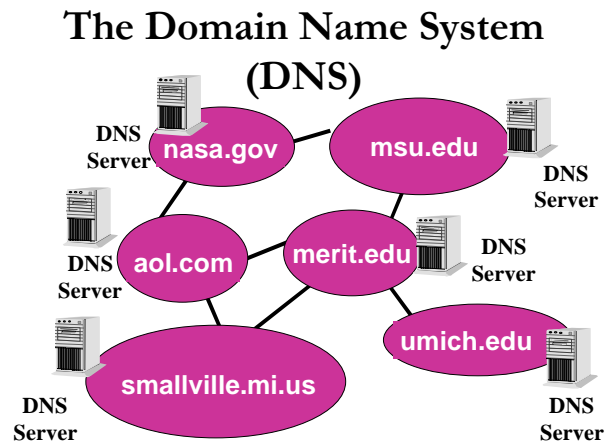 The Domain Name System
(DNS)
DNS
Server
nasa.gov
msu.edu
DNS
Server
DNS
Server
aol.com
merit.edu
DNS
Server
umich.edu
smallville.mi.us
DNS
Server
DNS
Server